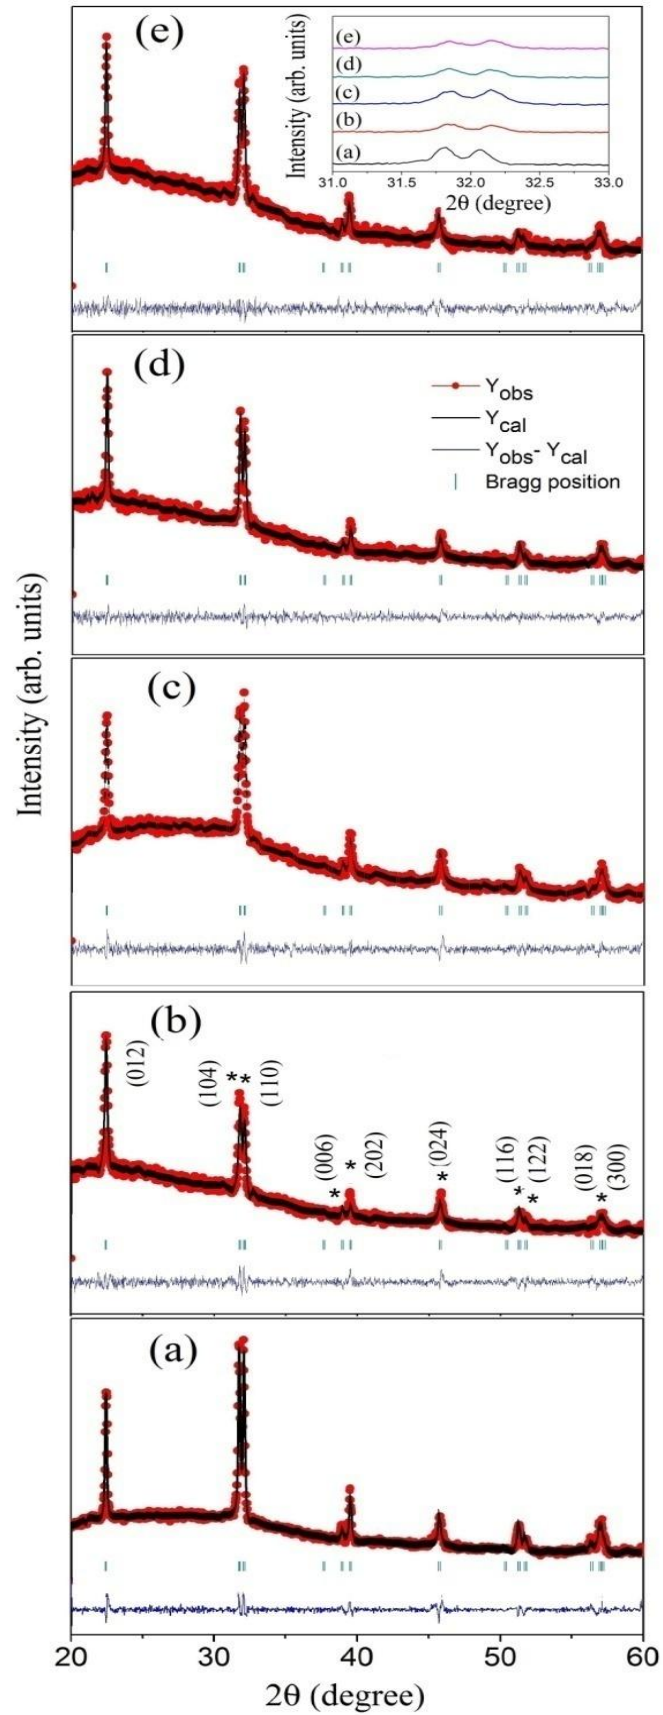 (e)
Intensity (arb. units)
(e)
(d)
(c)
(b)
(a)
31.0 31.5 32.0 32.5 33.0
2θ (degree)
(d)
Yobs
Ycal
Yobs- Ycal
Bragg position
Intensity (arb. units)
(c)
(b)
(012)
(104)
**
(110)
(006)
*
*
(202)
*
(024)
(116)
*
*
(122)
(018)
*
(300)
(a)
20 30 40 50 60
2θ (degree)